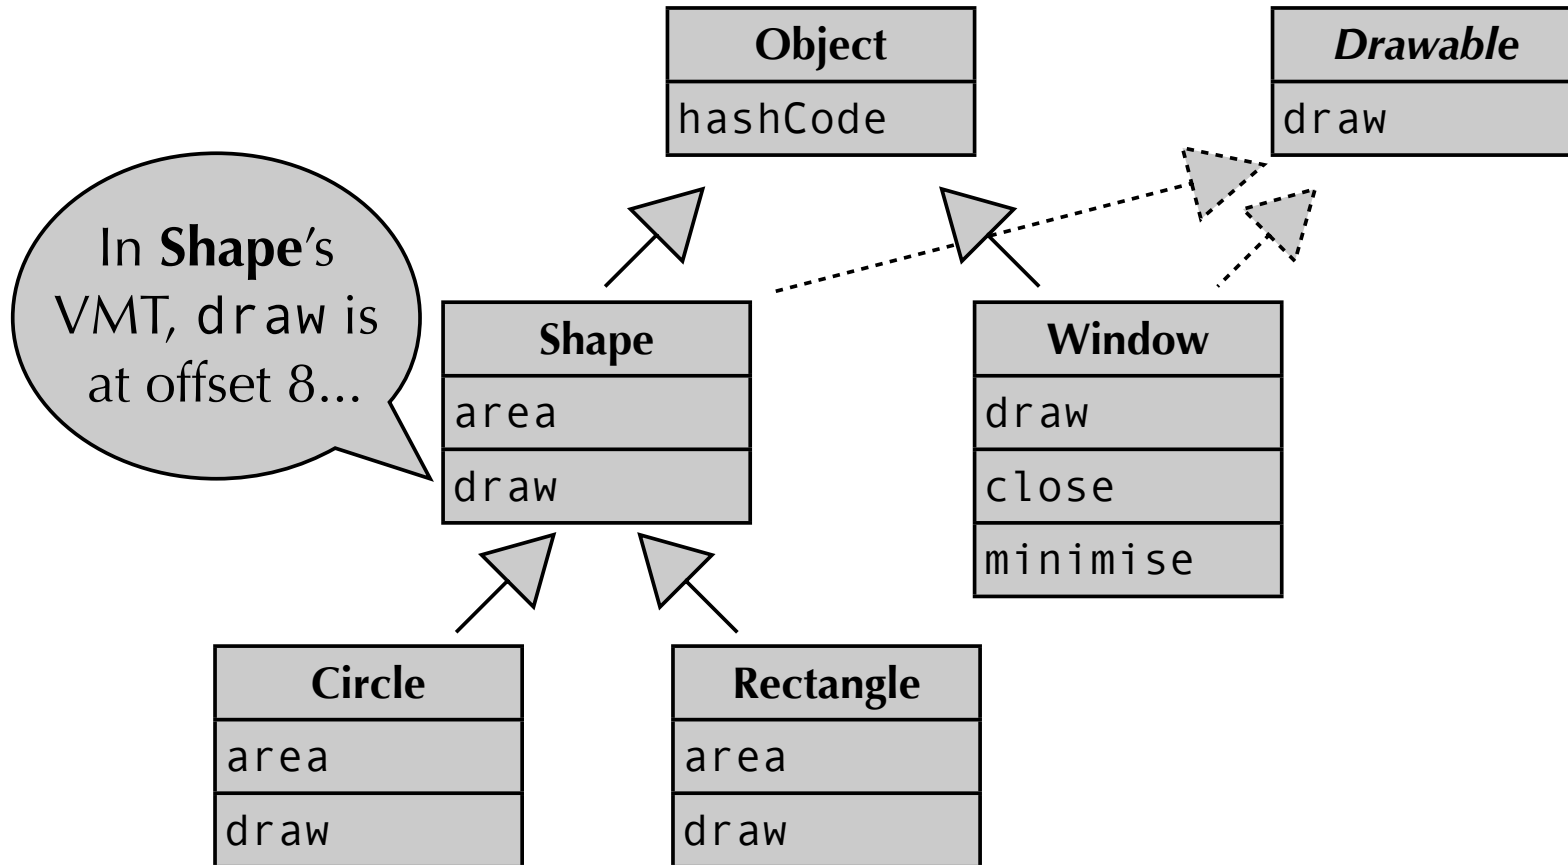 Object
hashCode
Drawable
draw
In Shape's
VMT, draw is
at offset 8...
Shape
area
draw
Window
draw
close
minimise
Circle
area
draw
Rectangle
area
draw